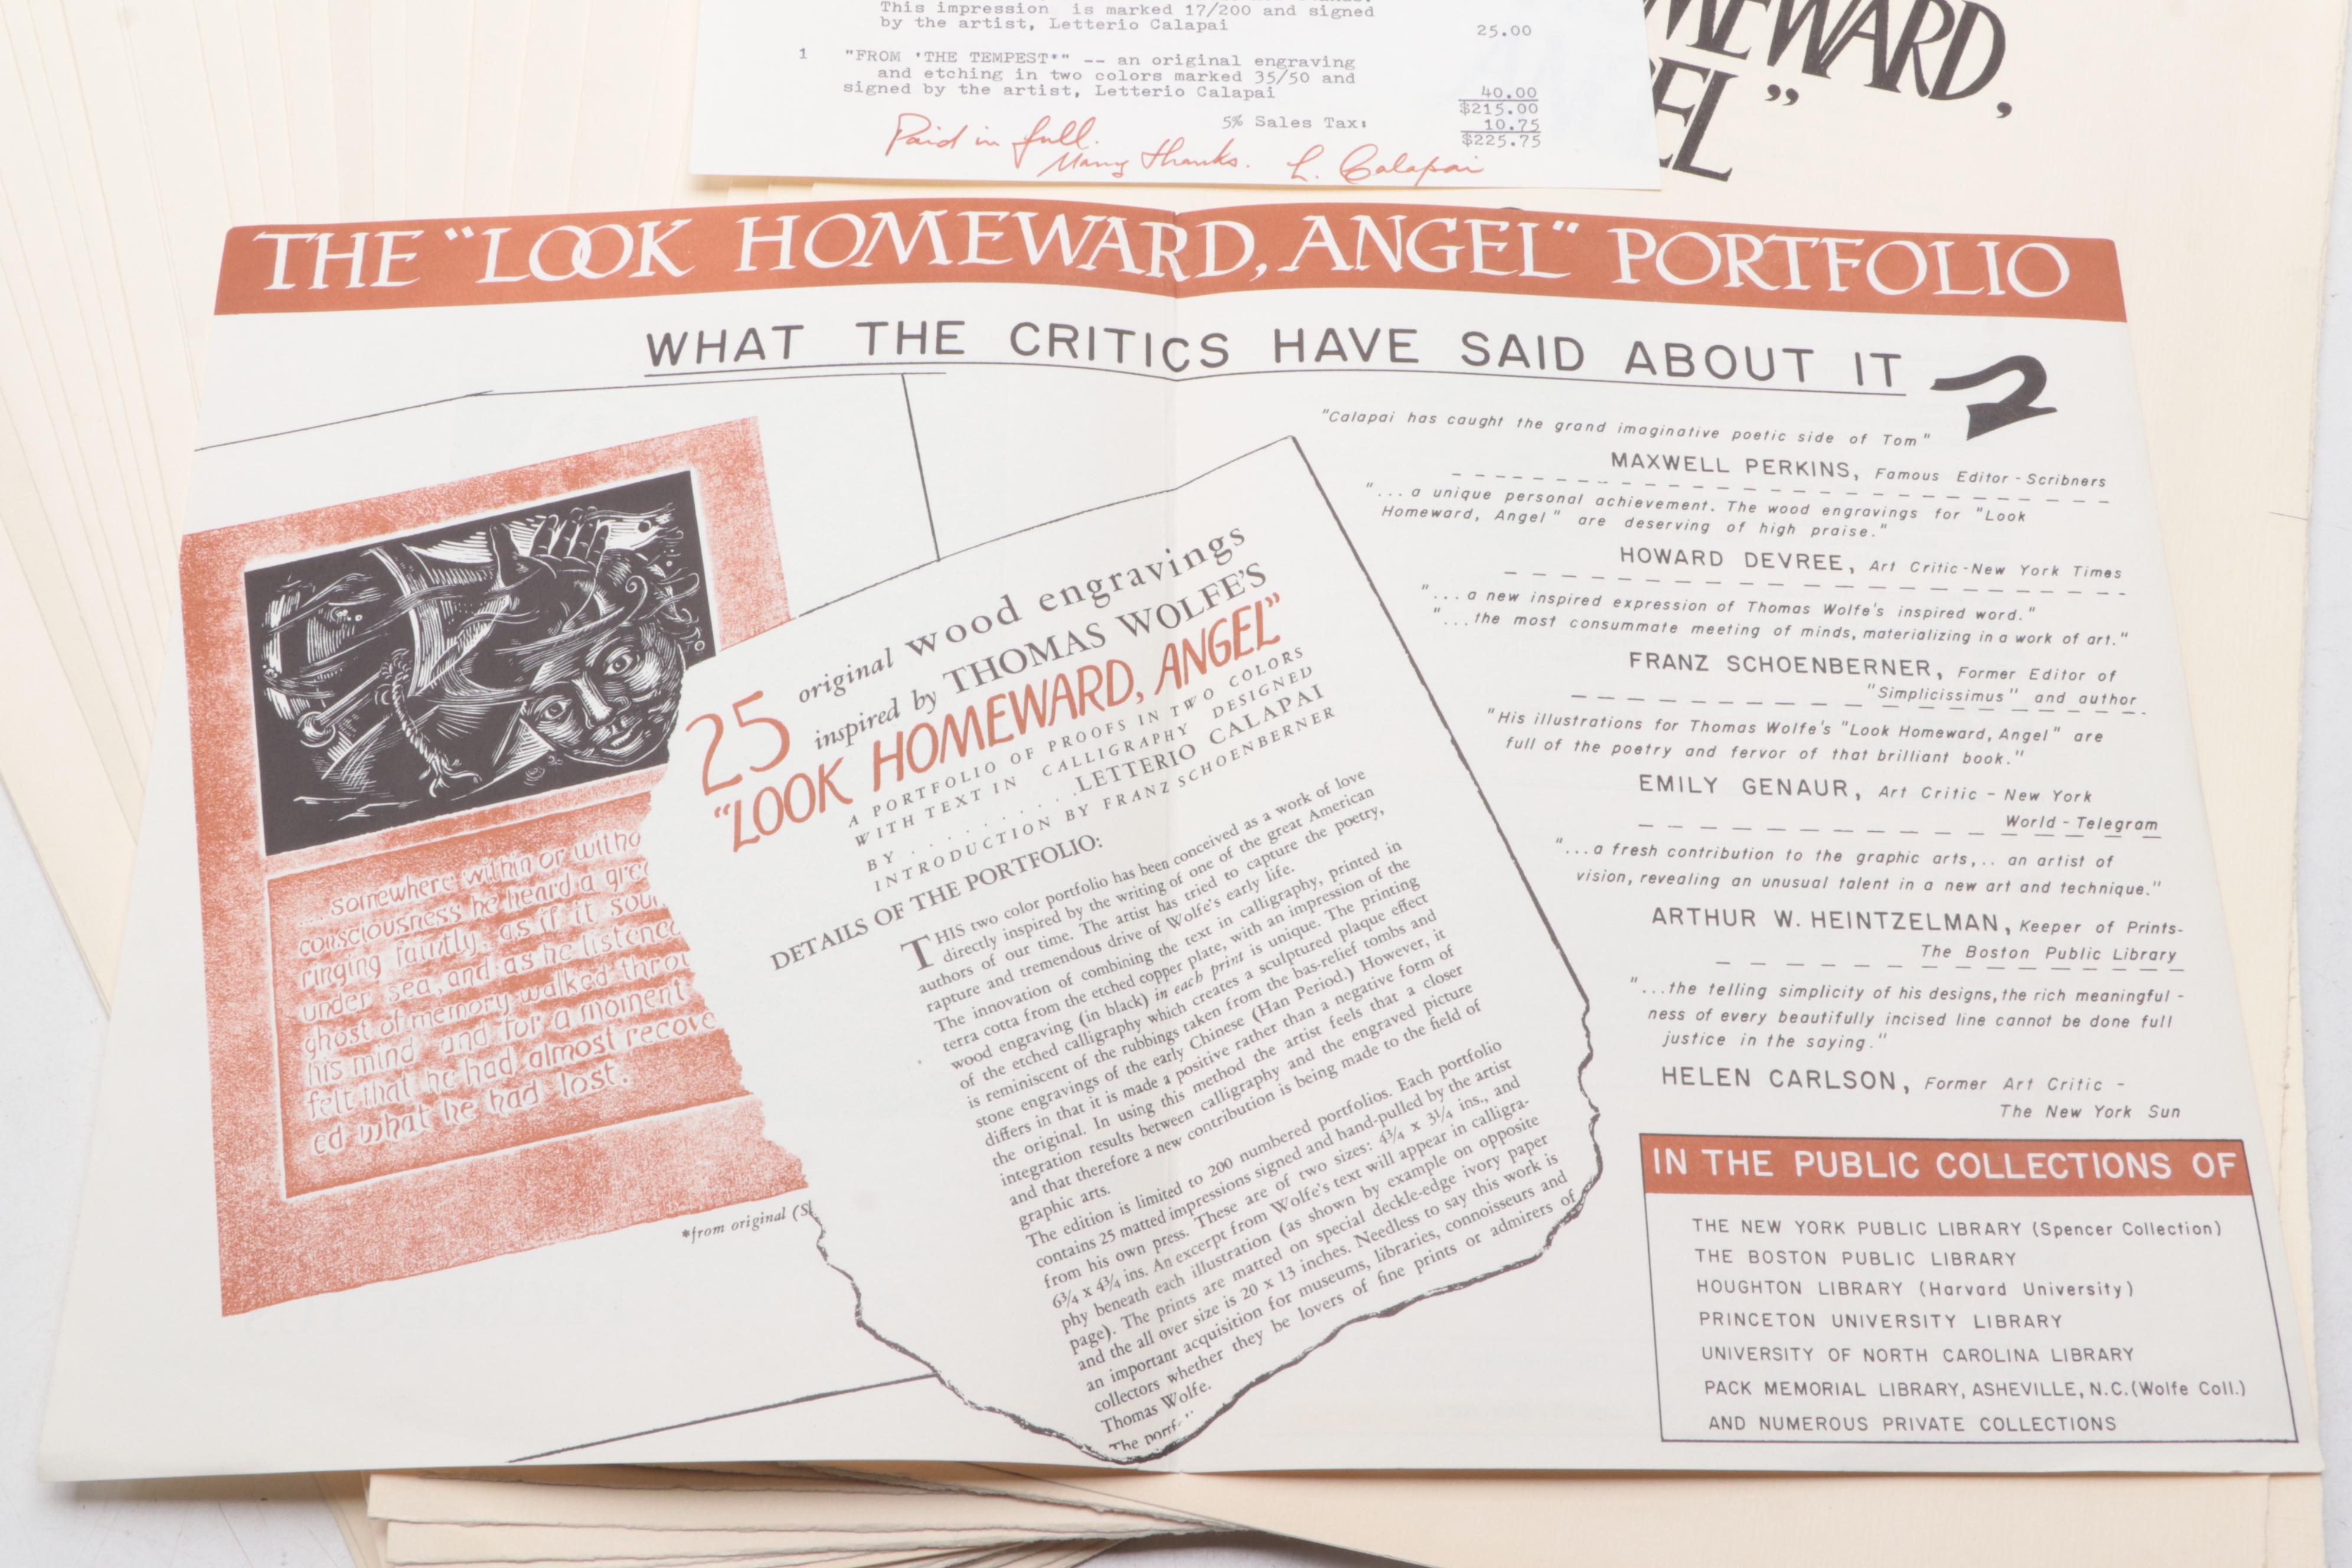 This impression is marked 17/200 and signed
by the artist, Letterio Calapai
25.00
1 "FROM 'THE TEMPEST'" -- an original engraving
and etching in two colors marked 35/50 and
signed by the artist, Letterio Calapai
40.00
$215.00
5% Sales Tax: 10.75
$225.75
Paid in full.
Many thanks. L. Calapai
MEWARD,
EL"
THE "LOOK HOMEWARD, ANGEL" PORTFOLIO
WHAT THE CRITICS HAVE SAID ABOUT IT
somewhere within or witho
consciousness he heard a gre
ringing faintly, as if it sou
under sea, and as he listened
ghost of memory walked throu
his mind, and for a moment
felt that he had almost recove
ed what he had lost.
*from original (S
25 original wood engravings
inspired by THOMAS WOLFE'S
"LOOK HOMEWARD, ANGEL"
A PORTFOLIO OF PROOFS IN TWO COLORS
WITH TEXT IN CALLIGRAPHY DESIGNED
BY . . . . . . . . . LETTERIO CALAPAI
INTRODUCTION BY FRANZ SCHOENBERNER
DETAILS OF THE PORTFOLIO:
THIS two color portfolio has been conceived as a work of love
directly inspired by the writing of one of the great American
authors of our time. The artist has tried to capture the poetry,
rapture and tremendous drive of Wolfe's early life.
The innovation of combining the text in calligraphy, printed in
terra cotta from the etched copper plate, with an impression of the
wood engraving (in black) in each print is unique. The printing
of the etched calligraphy which creates a sculptured plaque effect
is reminiscent of the rubbings taken from the bas-relief tombs and
stone engravings of the early Chinese (Han Period.) However, it
differs in that it is made a positive rather than a negative form of
the original. In using this method the artist feels that a closer
integration results between calligraphy and the engraved picture
and that therefore a new contribution is being made to the field of
graphic arts.
The edition is limited to 200 numbered portfolios. Each portfolio
contains 25 matted impressions signed and hand-pulled by the artist
from his own press. These are of two sizes: 4¾ x 3¼ ins., and
6¾ x 4¾ ins. An excerpt from Wolfe's text will appear in calligra-
phy beneath each illustration (as shown by example on opposite
page). The prints are matted on special deckle-edge ivory paper
and the all over size is 20 x 13 inches. Needless to say this work is
an important acquisition for museums, libraries, connoisseurs and
collectors whether they be lovers of fine prints or admirers of
Thomas Wolfe.
The portf
"Calapai has caught the grand imaginative poetic side of Tom"
MAXWELL PERKINS, Famous Editor - Scribners
"... a unique personal achievement. The wood engravings for "Look
Homeward, Angel" are deserving of high praise."
HOWARD DEVREE, Art Critic - New York Times
"... a new inspired expression of Thomas Wolfe's inspired word."
"...the most consummate meeting of minds, materializing in a work of art."
FRANZ SCHOENBERNER, Former Editor of
"Simplicissimus" and author
"His illustrations for Thomas Wolfe's "Look Homeward, Angel" are
full of the poetry and fervor of that brilliant book."
EMILY GENAUR, Art Critic - New York
World - Telegram
"...a fresh contribution to the graphic arts,.. an artist of
vision, revealing an unusual talent in a new art and technique."
ARTHUR W. HEINTZELMAN, Keeper of Prints-
The Boston Public Library
"...the telling simplicity of his designs, the rich meaningful -
ness of every beautifully incised line cannot be done full
justice in the saying."
HELEN CARLSON, Former Art Critic -
The New York Sun
IN THE PUBLIC COLLECTIONS OF
THE NEW YORK PUBLIC LIBRARY (Spencer Collection)
THE BOSTON PUBLIC LIBRARY
HOUGHTON LIBRARY (Harvard University)
PRINCETON UNIVERSITY LIBRARY
UNIVERSITY OF NORTH CAROLINA LIBRARY
PACK MEMORIAL LIBRARY, ASHEVILLE, N.C. (Wolfe Coll.)
AND NUMEROUS PRIVATE COLLECTIONS